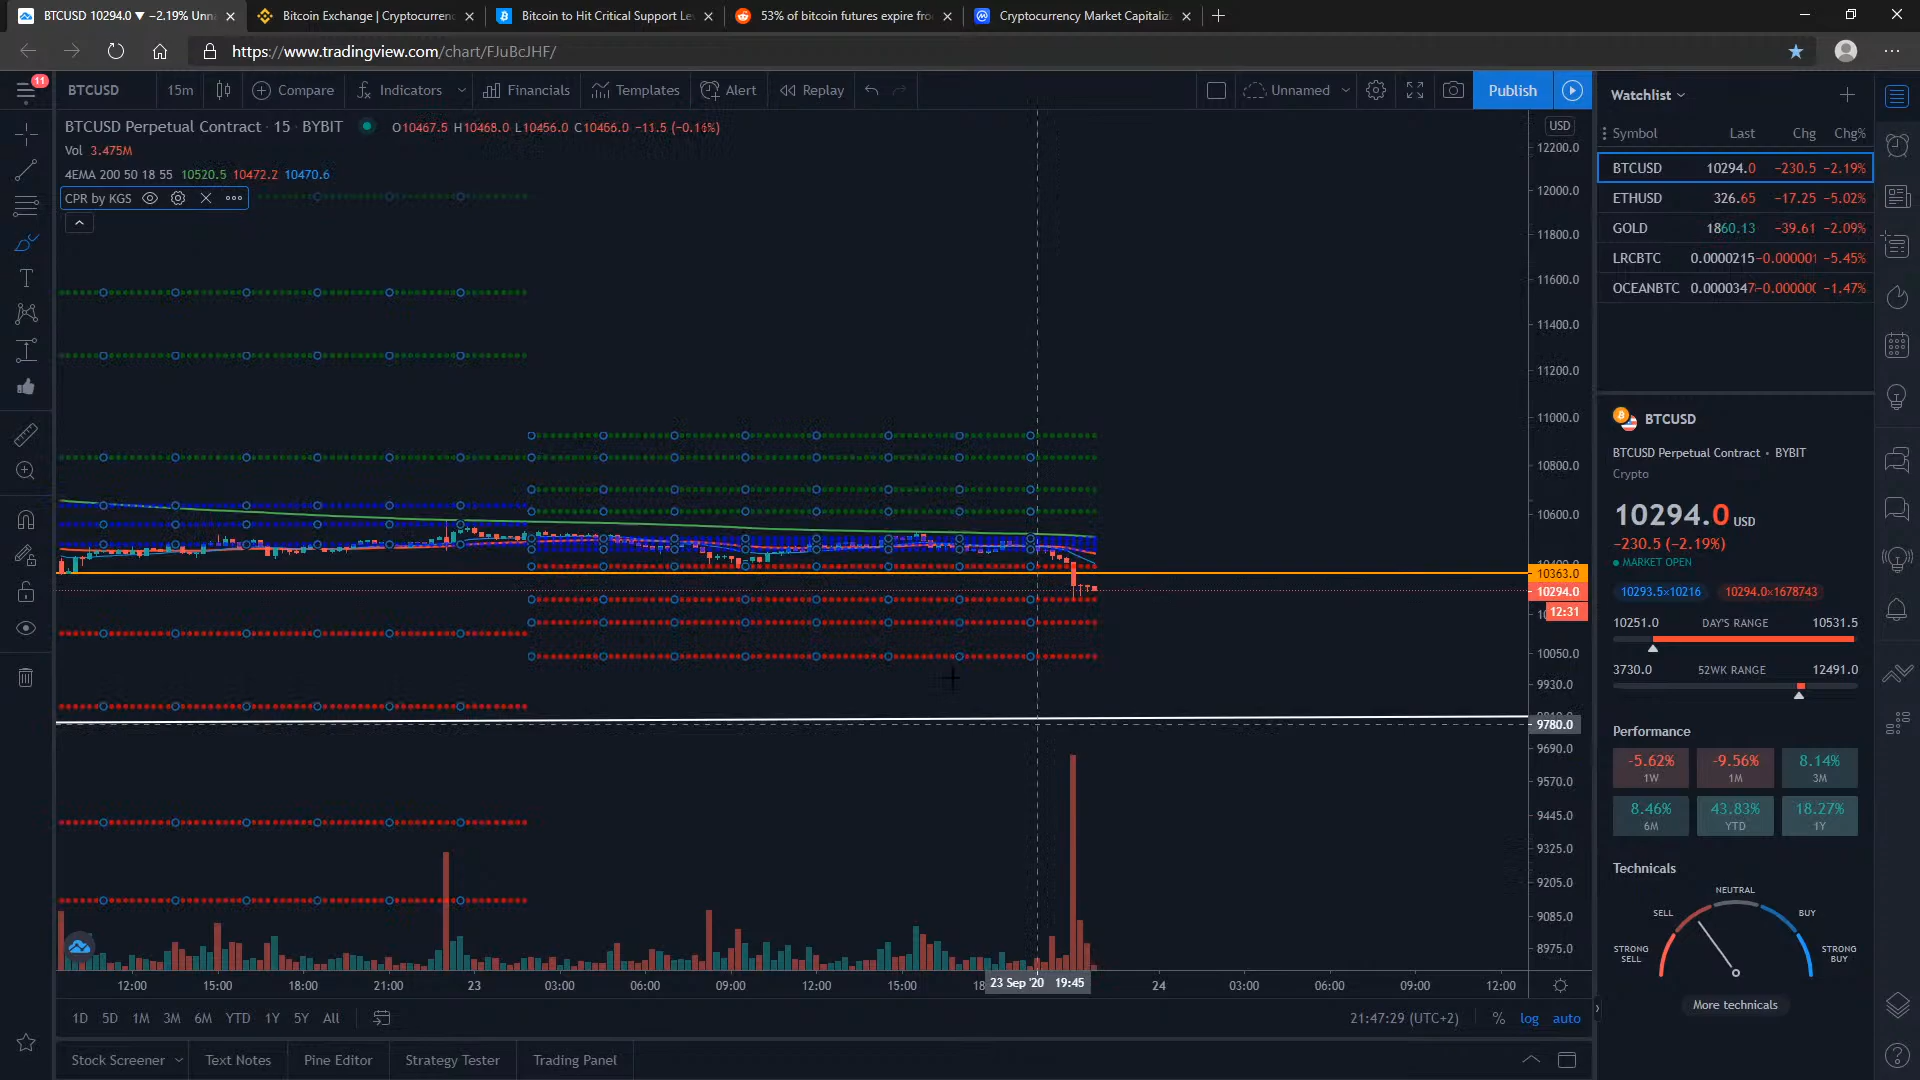 BTCUSD 10294.0 ▼ −2.19% Unna
Bitcoin Exchange | Cryptocurrenc
Bitcoin to Hit Critical Support Le
53% of bitcoin futures expire fro
Cryptocurrency Market Capitaliz
https://www.tradingview.com/chart/FJuBcJHF/
11
BTCUSD
15m
Compare
Indicators
Financials
Templates
Alert
Replay
Unnamed
Publish
BTCUSD Perpetual Contract · 15 · BYBIT
O10467.5 H10468.0 L10456.0 C10456.0 −11.5 (−0.11%)
Vol 3.475M
4EMA 200 50 18 55 10520.5 10472.2 10470.6
CPR by KGS
USD
12200.0
12000.0
11800.0
11600.0
11400.0
11200.0
11000.0
10800.0
10600.0
10363.0
10294.0
12:31
10050.0
9930.0
9780.0
9690.0
9570.0
9445.0
9325.0
9205.0
9085.0
8975.0
12:00 15:00 18:00 21:00 23 03:00 06:00 09:00 12:00 15:00 18 23 Sep '20 19:45 24 03:00 06:00 09:00 12:00
1D 5D 1M 3M 6M YTD 1Y 5Y All
21:47:29 (UTC+2) % log auto
Stock Screener
Text Notes
Pine Editor
Strategy Tester
Trading Panel
Watchlist
Symbol Last Chg Chg%
BTCUSD 10294.0 −230.5 −2.19%
ETHUSD 326.65 −17.25 −5.02%
GOLD 1860.13 −39.61 −2.09%
LRCBTC 0.0000215 −0.000001 −5.45%
OCEANBTC 0.0000347 −0.000000 −1.47%
BTCUSD
BTCUSD Perpetual Contract • BYBIT
Crypto
10294.0 USD
−230.5 (−2.19%)
MARKET OPEN
10293.5×10216 10294.0×1678743
10251.0 DAY'S RANGE 10531.5
3730.0 52WK RANGE 12491.0
Performance
-5.62% -9.56% 8.14%
1W 1M 3M
8.46% 43.83% 18.27%
6M YTD 1Y
Technicals
NEUTRAL
SELL BUY
STRONG SELL STRONG BUY
More technicals